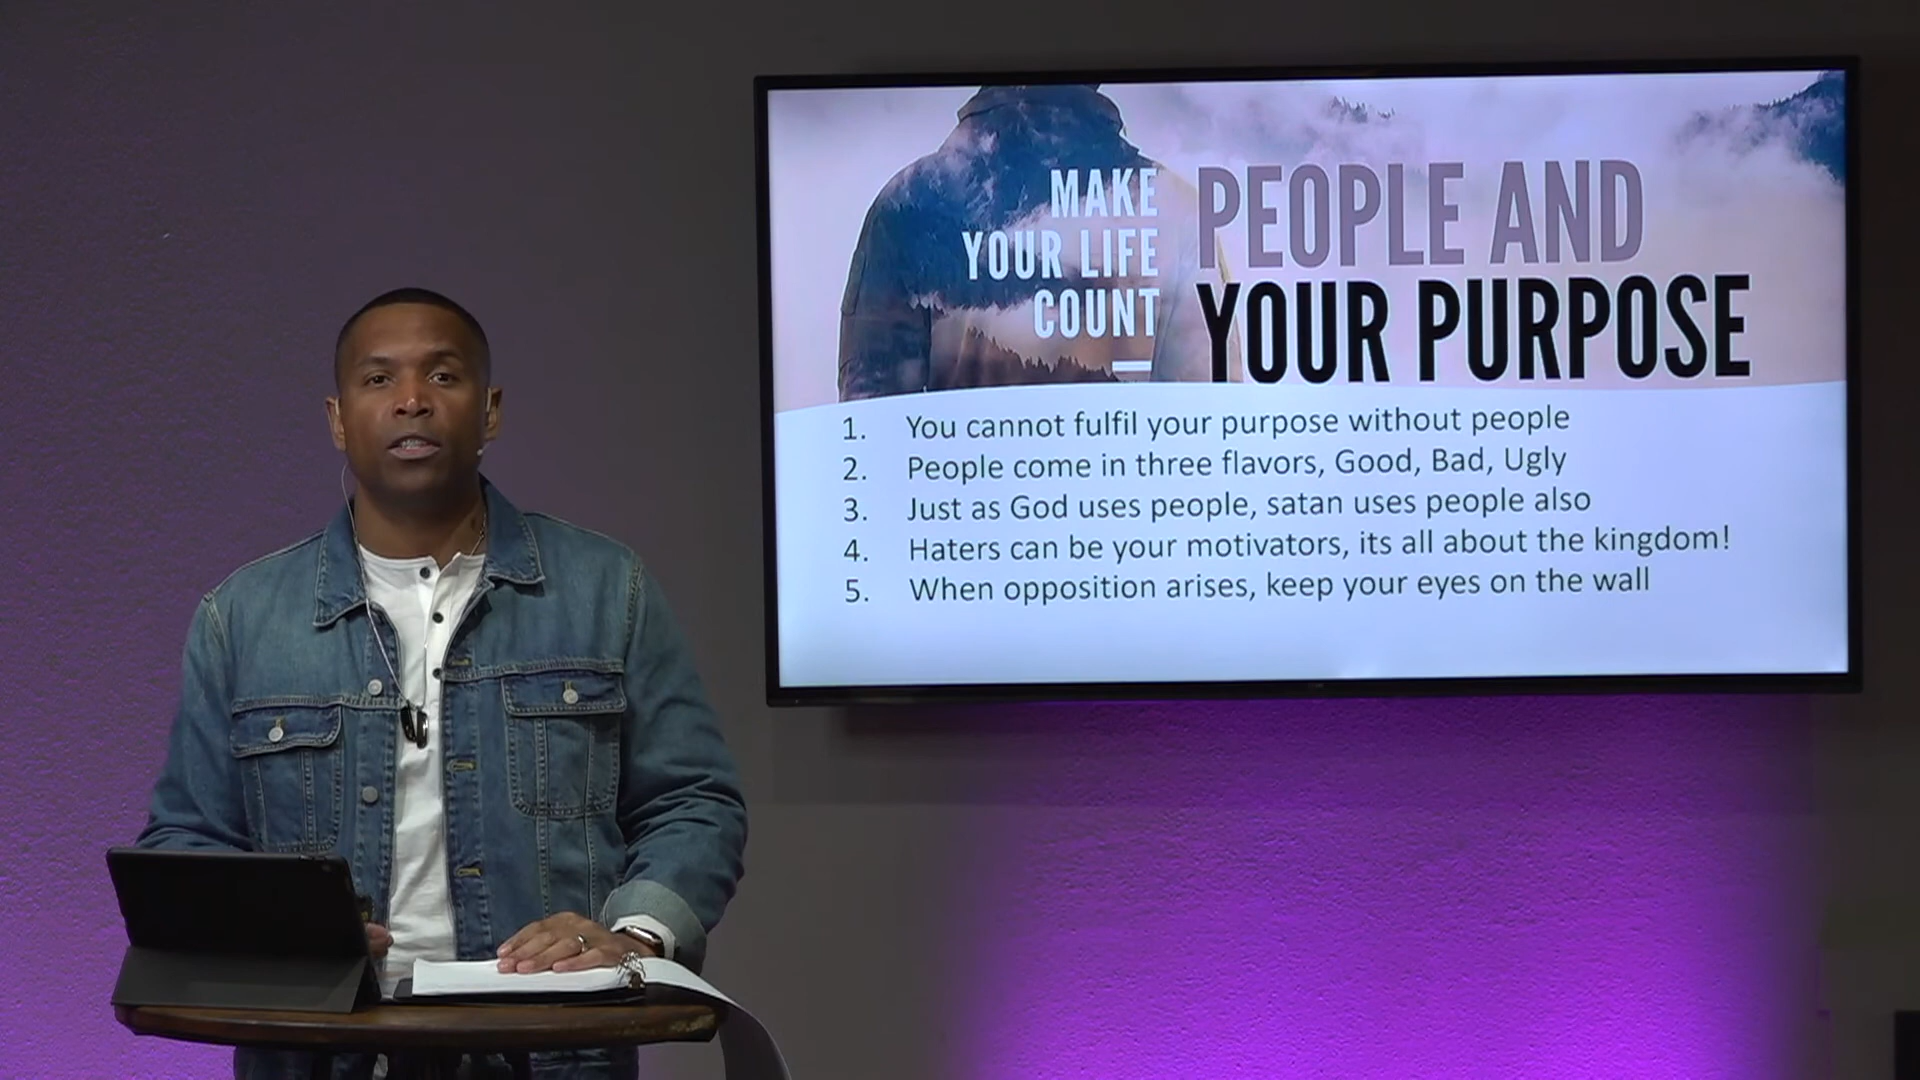 MAKE
YOUR LIFE
COUNT
PEOPLE AND
YOUR PURPOSE
1. You cannot fulfil your purpose without people
2. People come in three flavors, Good, Bad, Ugly
3. Just as God uses people, satan uses people also
4. Haters can be your motivators, its all about the kingdom!
5. When opposition arises, keep your eyes on the wall